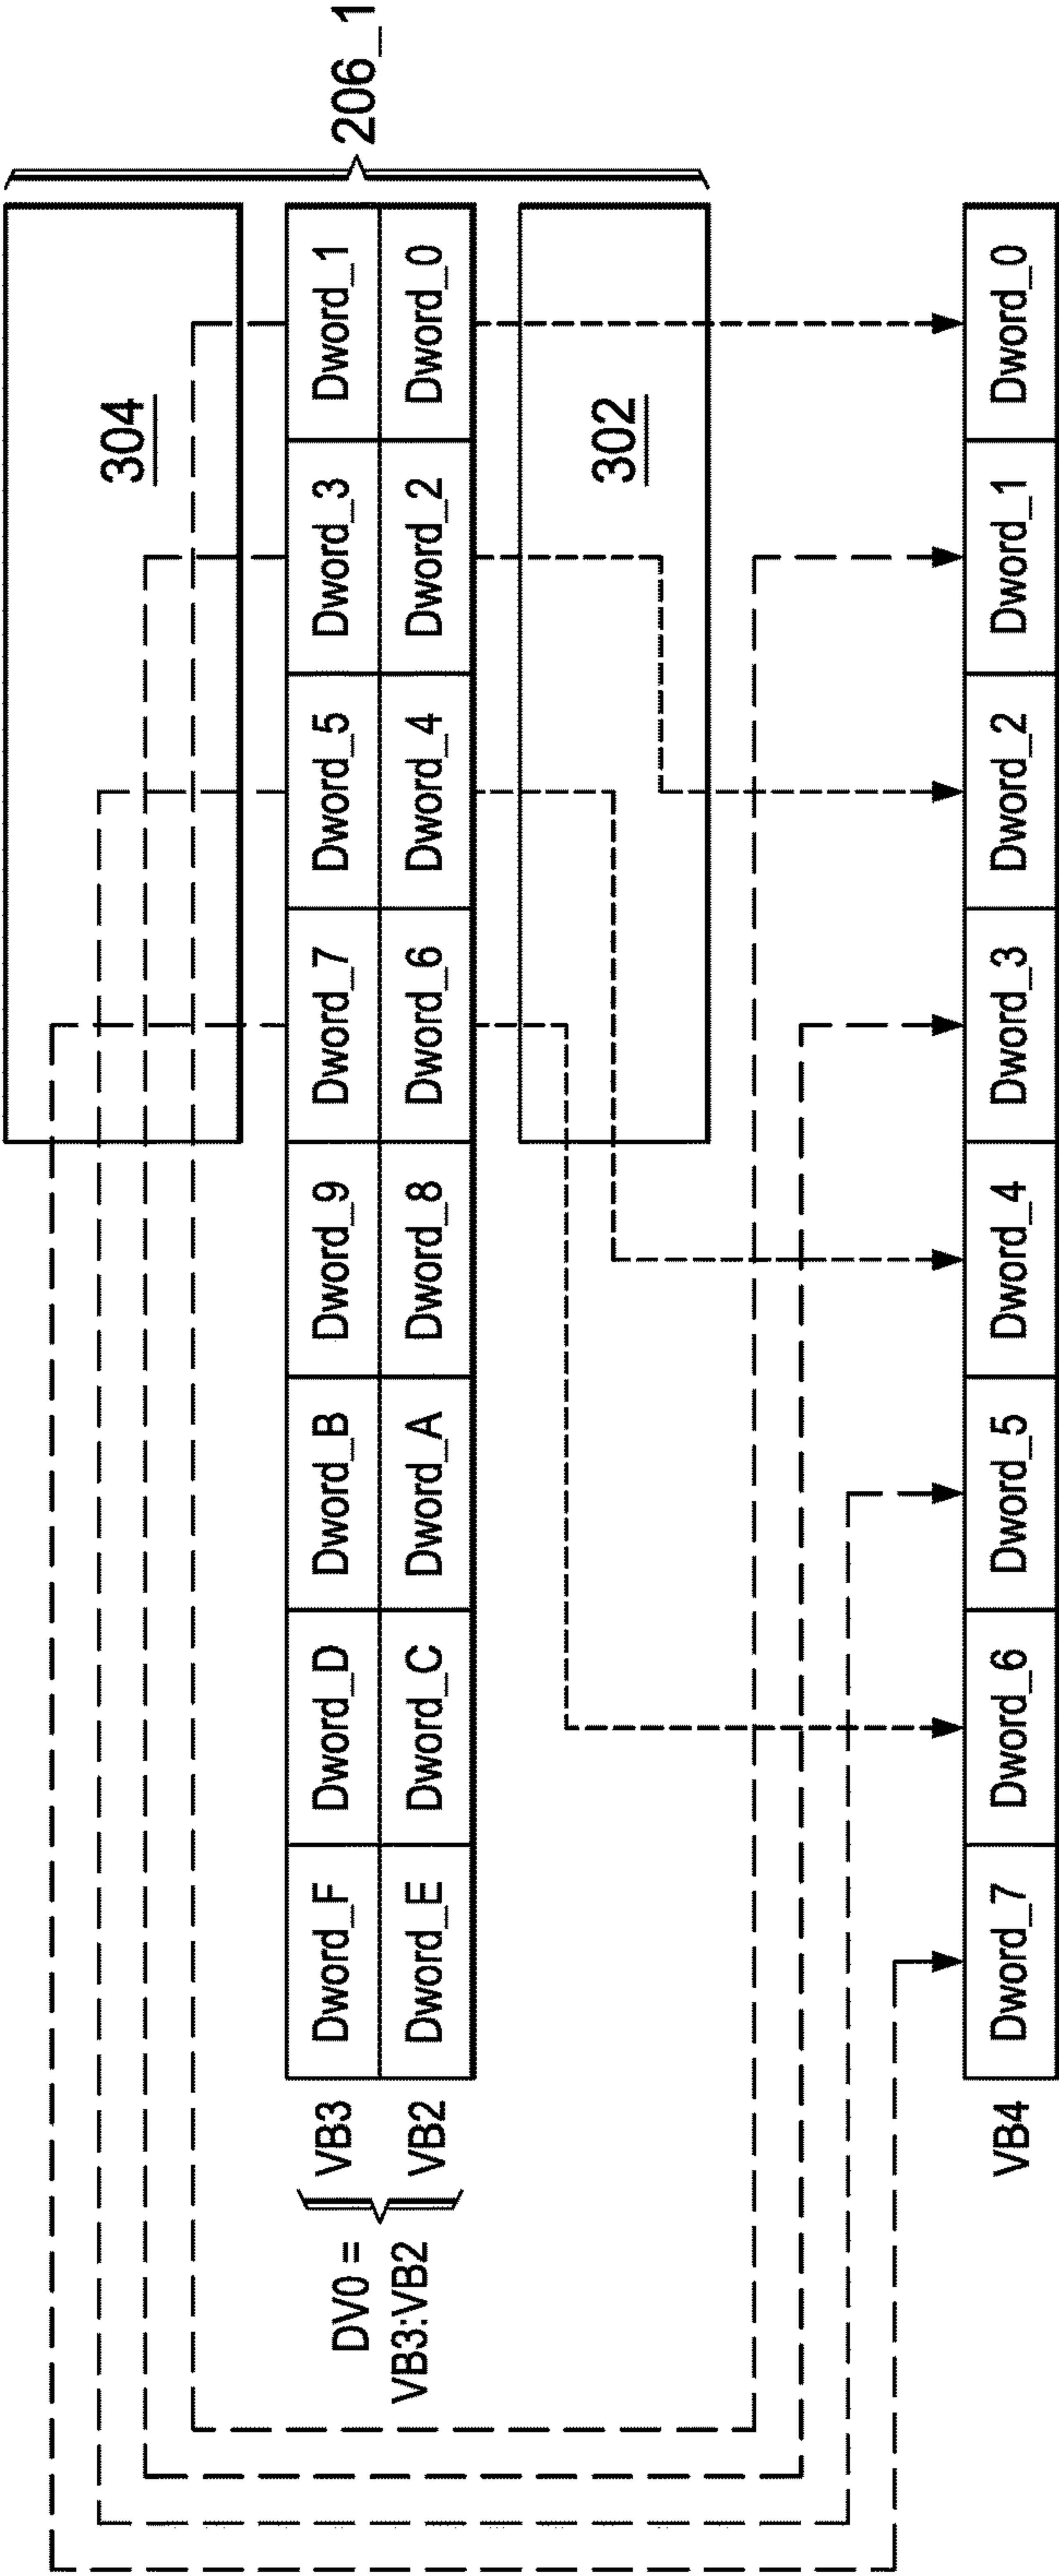 304
206_1
DV0 =
VB3:VB2
VB3
Dword_F Dword_D Dword_B Dword_9 Dword_7 Dword_5 Dword_3 Dword_1
VB2
Dword_E Dword_C Dword_A Dword_8 Dword_6 Dword_4 Dword_2 Dword_0
302
VB4
Dword_7 Dword_6 Dword_5 Dword_4 Dword_3 Dword_2 Dword_1 Dword_0